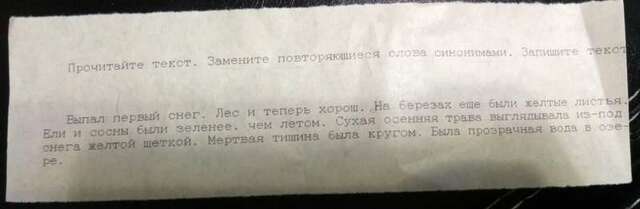 Прочитайте текст. Замените повторяющиеся слова синонимами. Запишите текст
Выпал первый снег. Лес и теперь хорош. На березах еще были желтые листья.
Ели и сосны были зеленее. чем летом. Сухая осенняя трава выглядывала из-под
снега желтой щеткой. Мертвая тишина была кругом. Была прозрачная вода в озе-
ре.